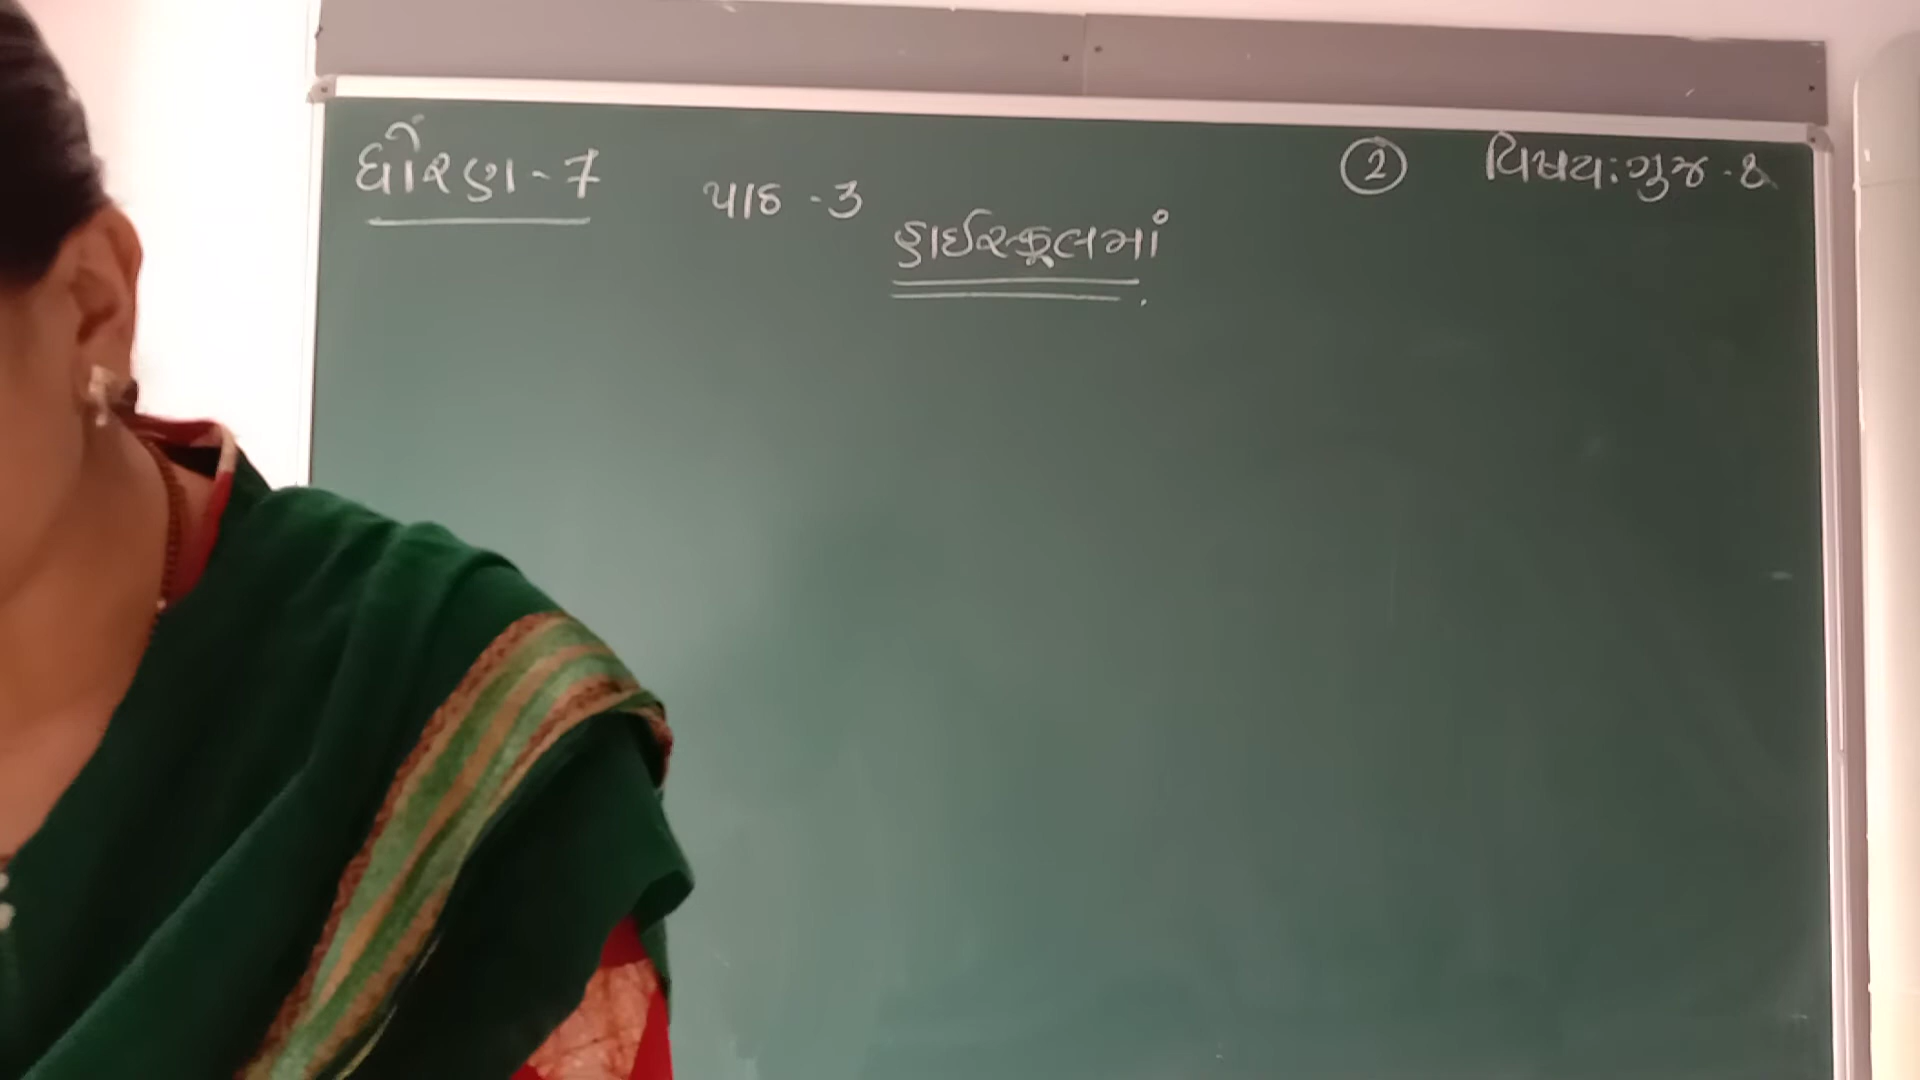 ધોરણ - 7
પાઠ - 3
હાઈસ્કૂલમાં
2
વિષય : ગુજ.